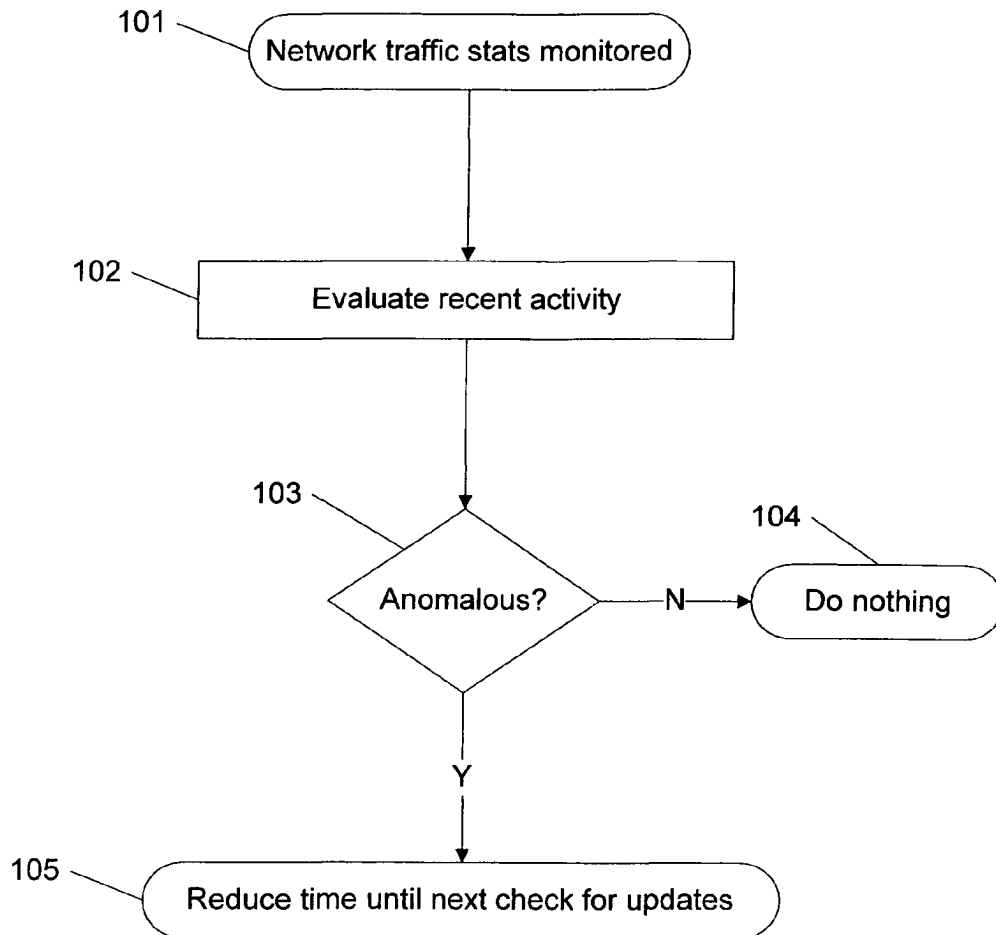 101
Network traffic stats monitored
102
Evaluate recent activity
103
Anomalous?
N
104
Do nothing
Y
105
Reduce time until next check for updates